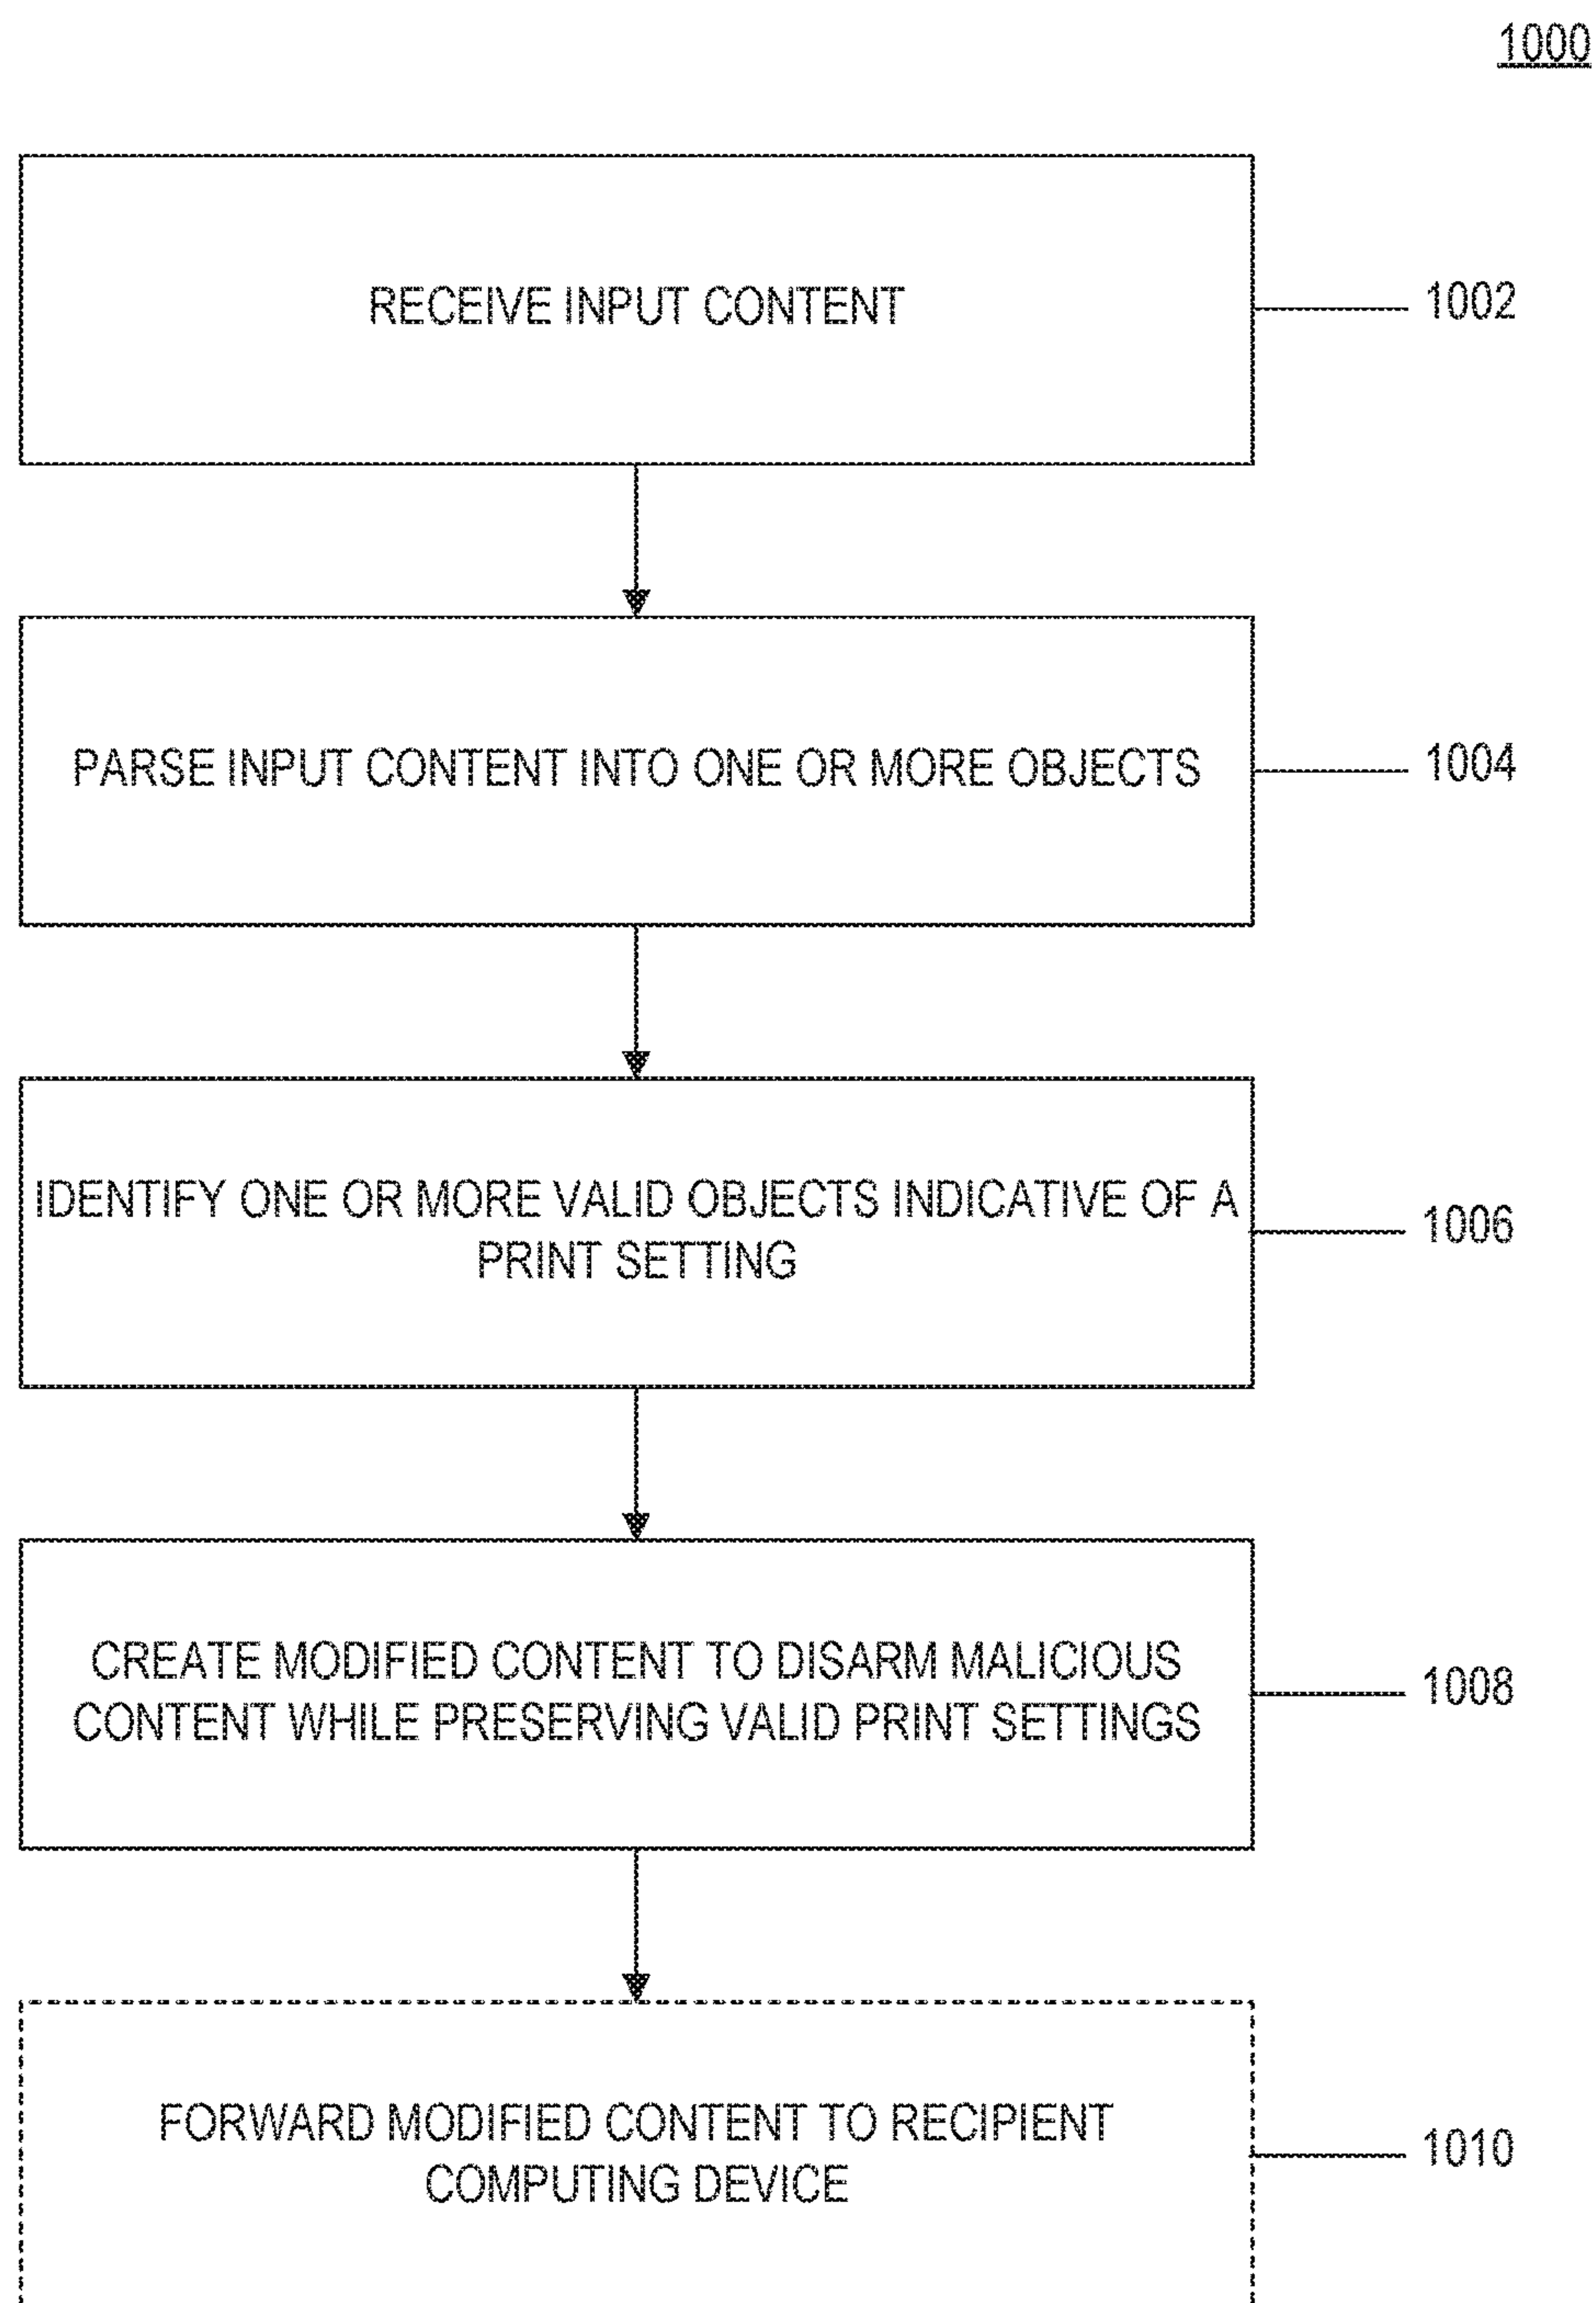 1000
RECEIVE INPUT CONTENT
1002
PARSE INPUT CONTENT INTO ONE OR MORE OBJECTS
1004
IDENTIFY ONE OR MORE VALID OBJECTS INDICATIVE OF A
PRINT SETTING
1006
CREATE MODIFIED CONTENT TO DISARM MALICIOUS
CONTENT WHILE PRESERVING VALID PRINT SETTINGS
1008
FORWARD MODIFIED CONTENT TO RECIPIENT
COMPUTING DEVICE
1010